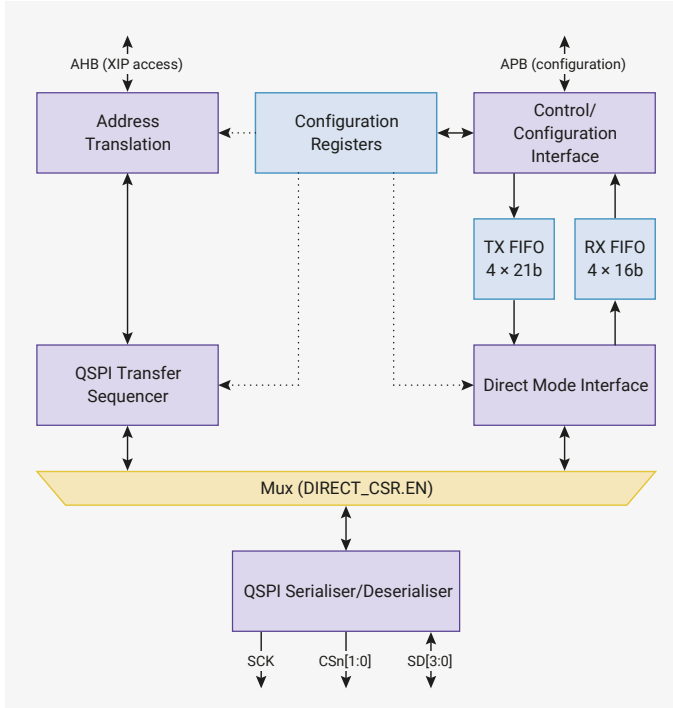 AHB (XIP access)
APB (configuration)
Address
Translation
Configuration
Registers
Control/
Configuration
Interface
TX FIFO
4 × 21b
RX FIFO
4 × 16b
QSPI Transfer
Sequencer
Direct Mode Interface
Mux (DIRECT_CSR.EN)
QSPI Serialiser/Deserialiser
SCK
CSn[1:0]
SD[3:0]